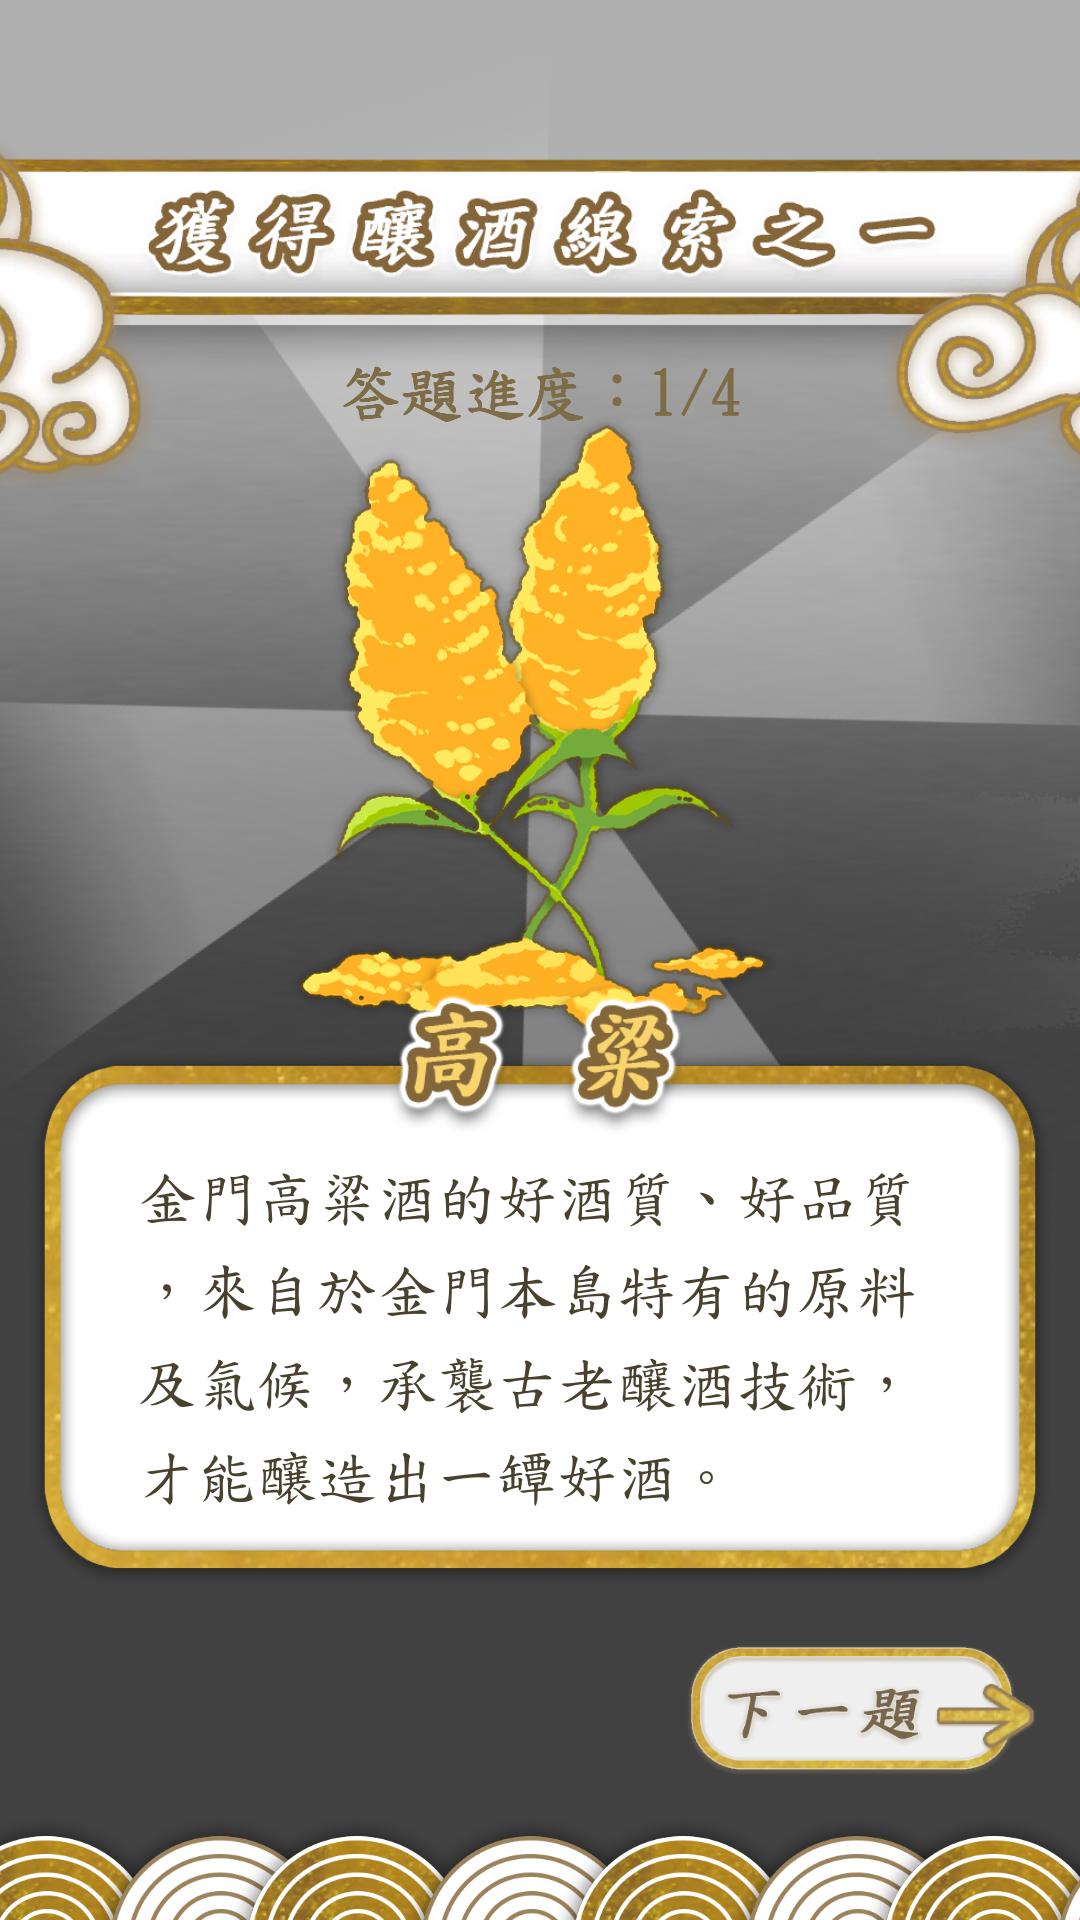 獲得釀酒線索之一
答題進度：1/4
高粱
金門高粱酒的好酒質、好品質
，來自於金門本島特有的原料
及氣候，承襲古老釀酒技術，
才能釀造出一罈好酒。
下一題